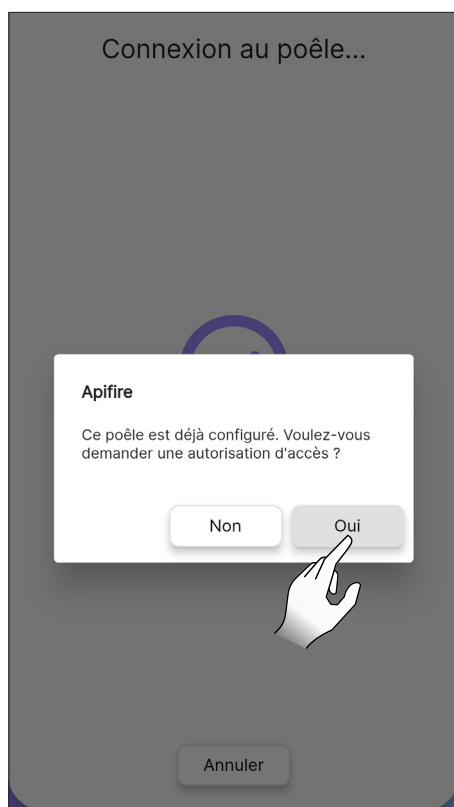 Connexion au poêle...
Apifire
Ce poêle est déjà configuré. Voulez-vous
demander une autorisation d'accès ?
Non
Oui
Annuler